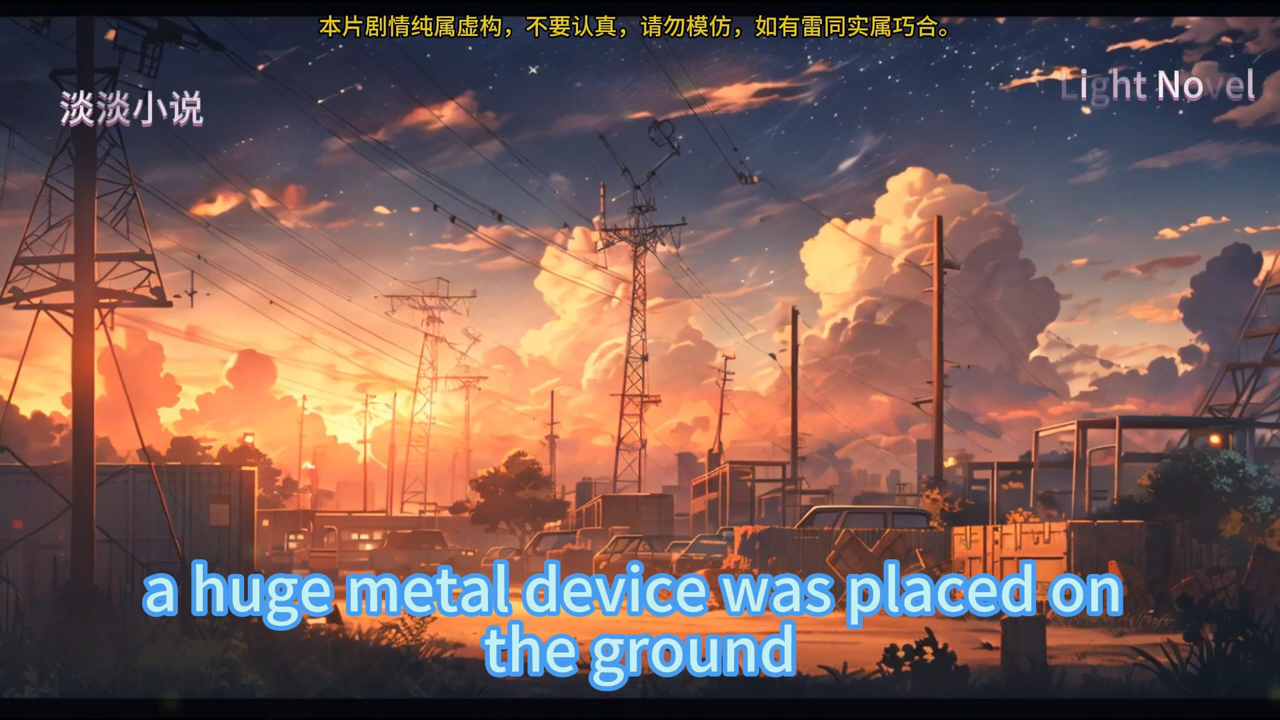 本片剧情纯属虚构，不要认真，请勿模仿，如有雷同实属巧合。
淡淡小说
Light Novel
a huge metal device was placed on
the ground